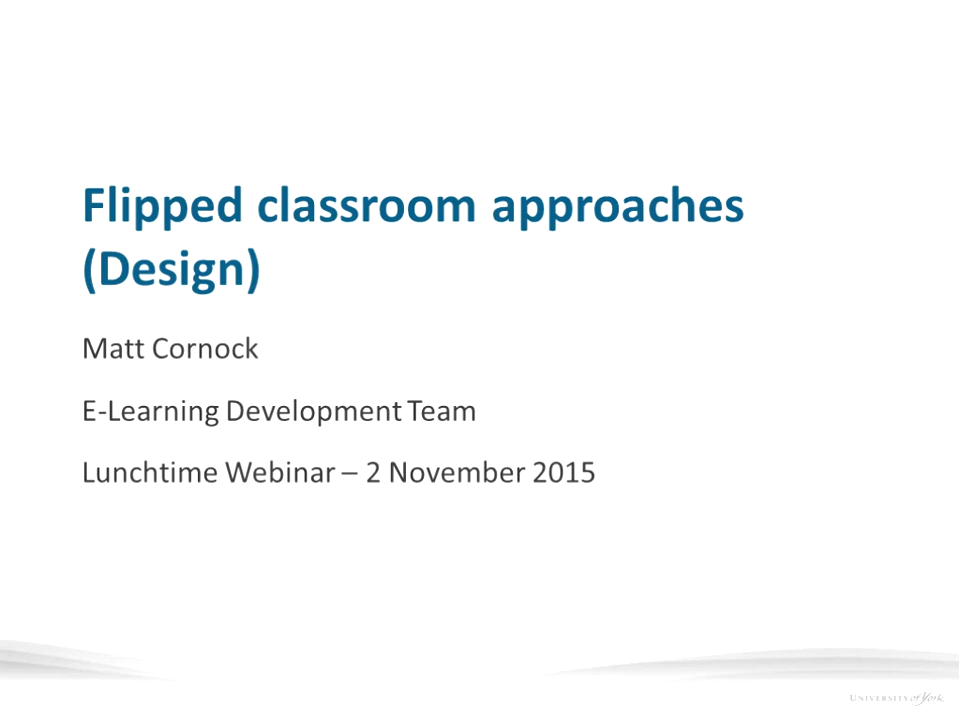 Flipped classroom approaches
(Design)
Matt Cornock
E-Learning Development Team
Lunchtime Webinar – 2 November 2015
UNIVERSITY of York